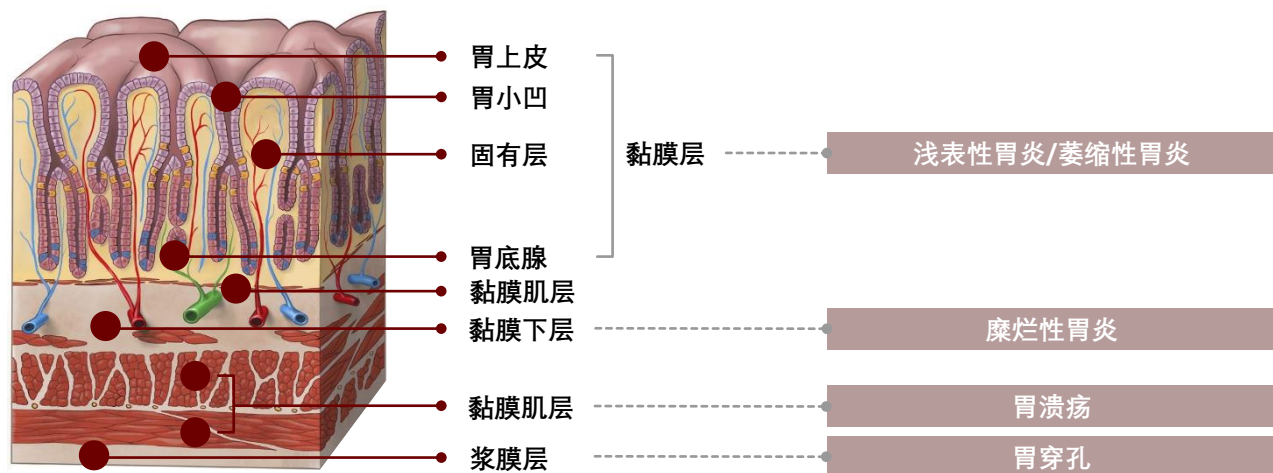 胃上皮
胃小凹
固有层
黏膜层
浅表性胃炎/萎缩性胃炎
胃底腺
黏膜肌层
黏膜下层
糜烂性胃炎
黏膜肌层
胃溃疡
浆膜层
胃穿孔